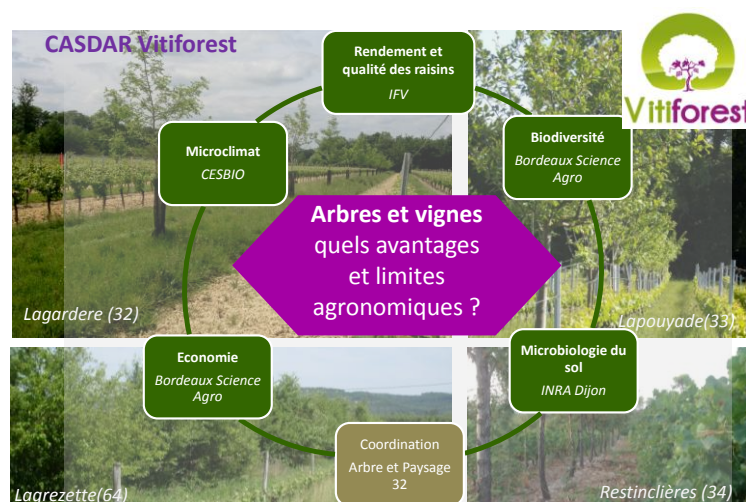 CASDAR Vitiforest
Rendement et
qualité des raisins
IFV
Vitiforest
Microclimat
CESBIO
Biodiversité
Bordeaux Science
Agro
Arbres et vignes
quels avantages
et limites
agronomiques ?
Lagardere (32)
Lapouyade(33)
Economie
Bordeaux Science
Agro
Microbiologie du
sol
INRA Dijon
Coordination
Arbre et Paysage
32
Lagrezette(64)
Restinclières (34)